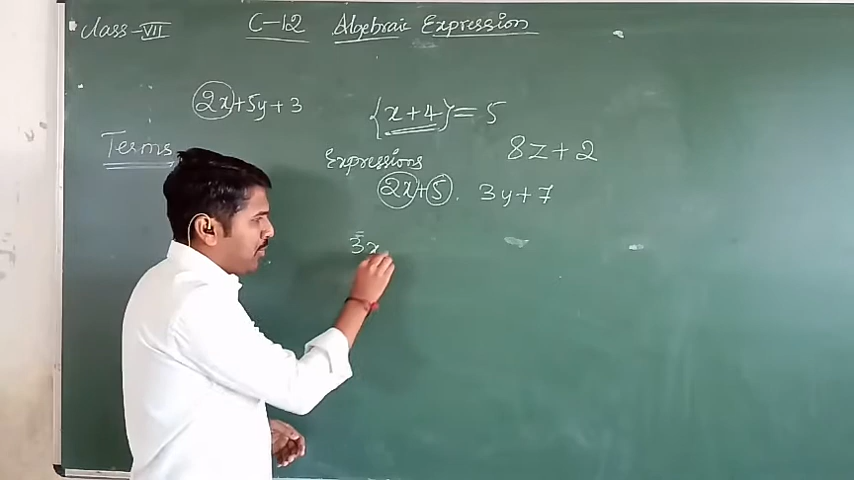 Class-VII C-12 Algebraic Expression
2x+5y+3 {x+4}=5
Terms Expressions 8z+2
2x+5. 3y+7
3x